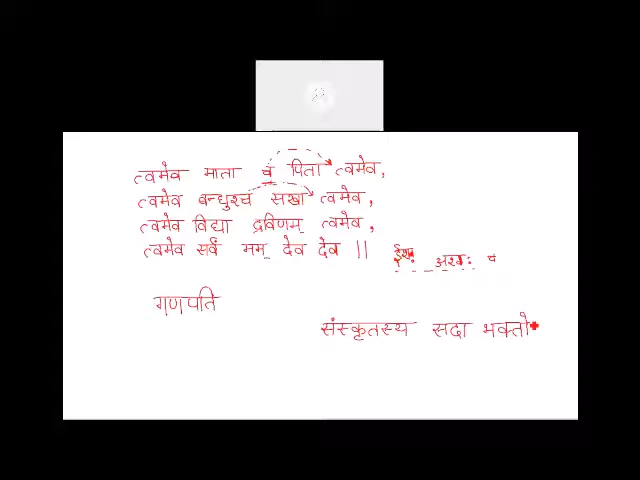 त्वमेव माता च पिता त्वमेव,
त्वमेव बन्धुश्च सखा त्वमेव,
त्वमेव विद्या द्रविणम् त्वमेव,
त्वमेव सर्वं मम् देव देव ||
च
गणपति
संस्कृतस्य सदा भक्तो